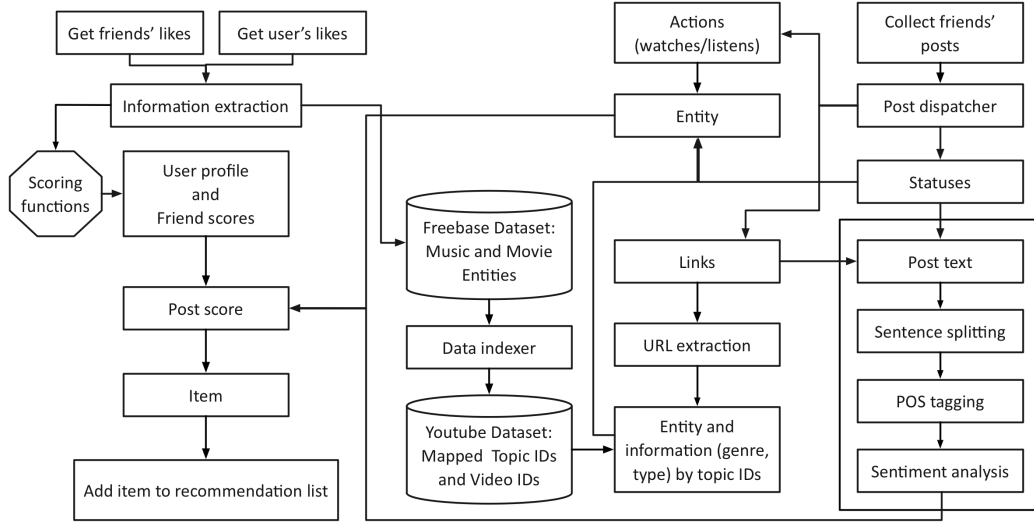 Get friends' likes
Get user's likes
Information extraction
Scoring
functions
User profile
and
Friend scores
Post score
Item
Add item to recommendation list
Freebase Dataset:
Music and Movie
Entities
Data indexer
Youtube Dataset:
Mapped Topic IDs
and Video IDs
Actions
(watches/listens)
Entity
Links
URL extraction
Entity and
information (genre,
type) by topic IDs
Collect friends'
posts
Post dispatcher
Statuses
Post text
Sentence splitting
POS tagging
Sentiment analysis